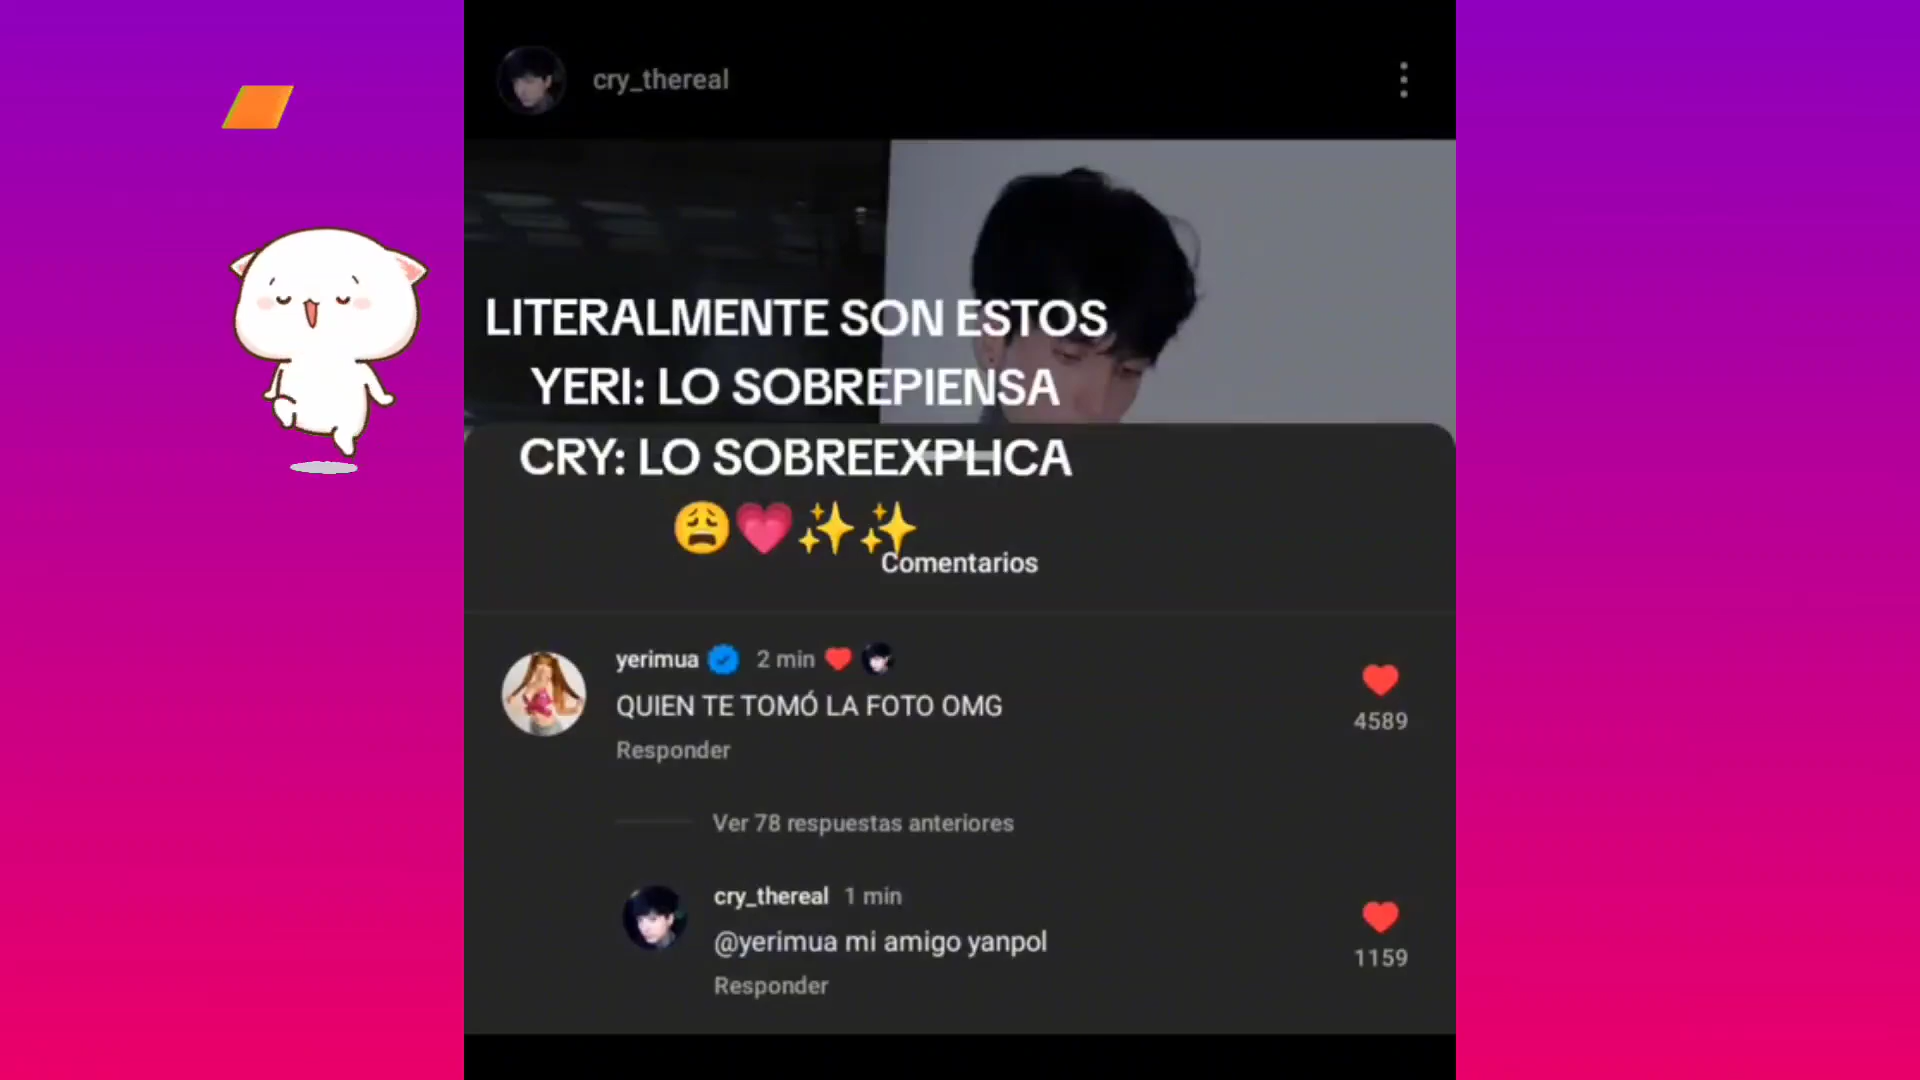 cry_thereal
LITERALMENTE SON ESTOS
YERI: LO SOBREPIENSA
CRY: LO SOBREEXPLICA
😩💗✨✨
Comentarios
yerimua 2 min
QUIEN TE TOMÓ LA FOTO OMG
4589
Responder
Ver 78 respuestas anteriores
cry_thereal 1 min
@yerimua mi amigo yanpol
1159
Responder